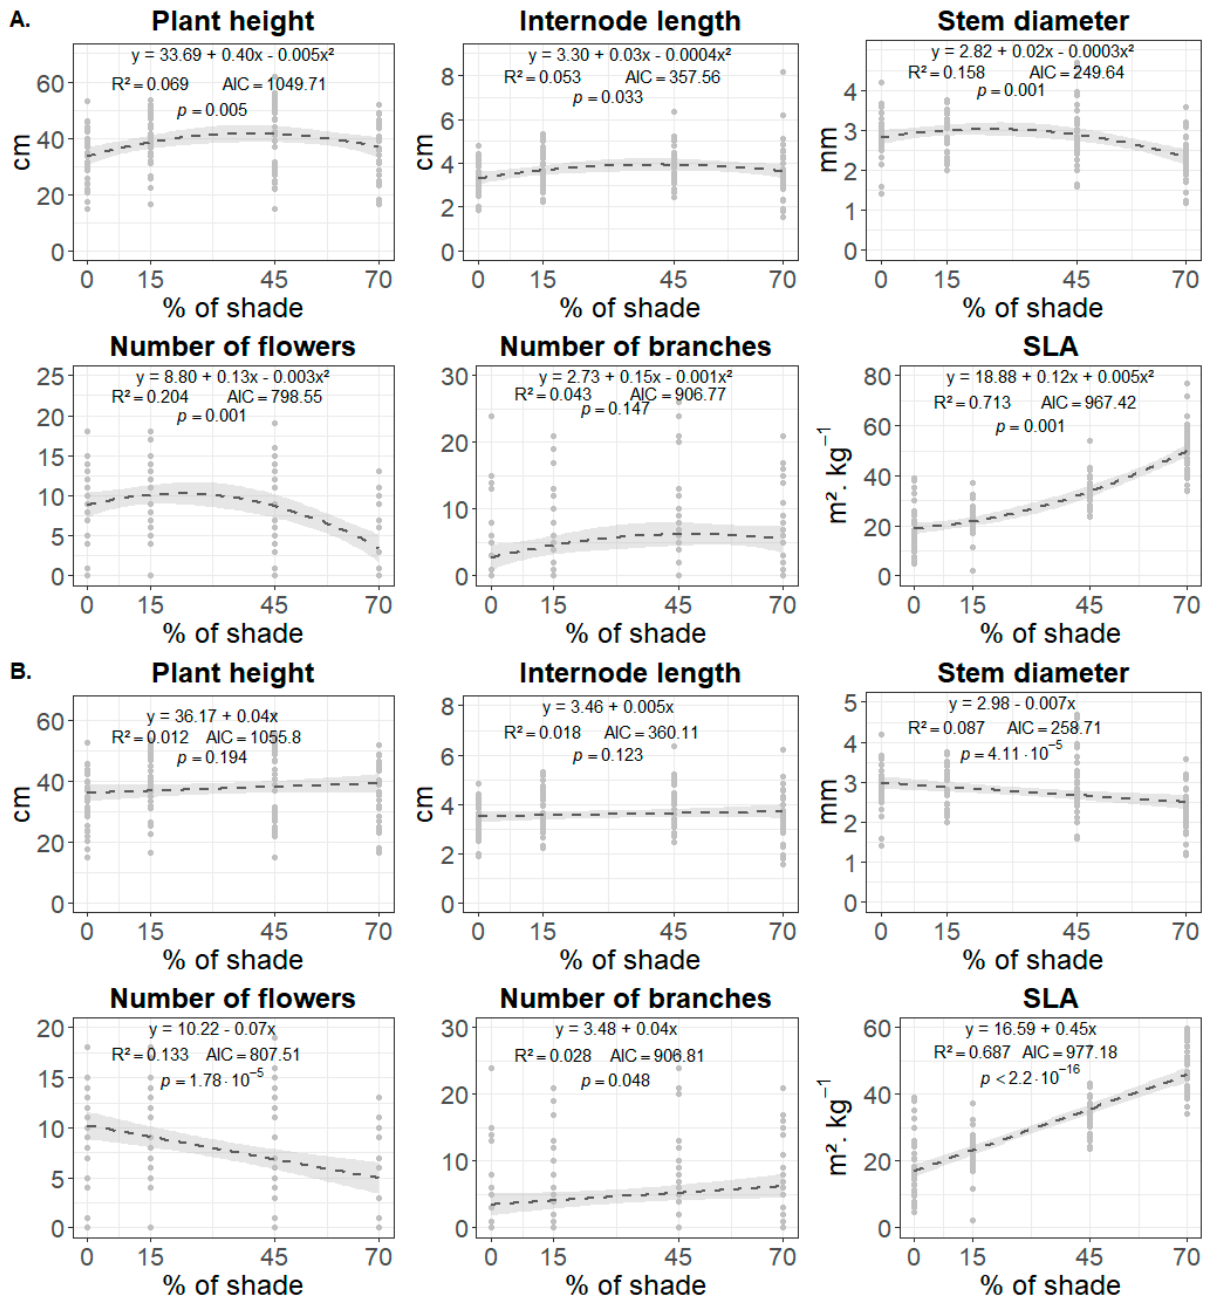 A.
Plant height
y = 33.69 + 0.40x - 0.005x²
R² = 0.069 AIC = 1049.71
p = 0.005
cm
60
40
20
0
0 15 45 70
% of shade
Internode length
y = 3.30 + 0.03x - 0.0004x²
R² = 0.053 AIC = 357.56
p = 0.033
cm
8
6
4
2
0
0 15 45 70
% of shade
Stem diameter
y = 2.82 + 0.02x - 0.0003x²
R² = 0.158 AIC = 249.64
p = 0.001
mm
4
3
2
1
0
0 15 45 70
% of shade
Number of flowers
y = 8.80 + 0.13x - 0.003x²
R² = 0.204 AIC = 798.55
p = 0.001
25
20
15
10
5
0
0 15 45 70
% of shade
Number of branches
y = 2.73 + 0.15x - 0.001x²
R² = 0.043 AIC = 906.77
p = 0.147
30
20
10
0
0 15 45 70
% of shade
SLA
y = 18.88 + 0.12x + 0.005x²
R² = 0.713 AIC = 967.42
p = 0.001
m². kg⁻¹
80
60
40
20
0
0 15 45 70
% of shade
B.
Plant height
y = 36.17 + 0.04x
R² = 0.012 AIC = 1055.8
p = 0.194
cm
60
40
20
0
0 15 45 70
% of shade
Internode length
y = 3.46 + 0.005x
R² = 0.018 AIC = 360.11
p = 0.123
cm
8
6
4
2
0
0 15 45 70
% of shade
Stem diameter
y = 2.98 - 0.007x
R² = 0.087 AIC = 258.71
p = 4.11 · 10⁻⁵
mm
5
4
3
2
1
0
0 15 45 70
% of shade
Number of flowers
y = 10.22 - 0.07x
R² = 0.133 AIC = 807.51
p = 1.78 · 10⁻⁵
20
15
10
5
0
0 15 45 70
% of shade
Number of branches
y = 3.48 + 0.04x
R² = 0.028 AIC = 906.81
p = 0.048
30
20
10
0
0 15 45 70
% of shade
SLA
y = 16.59 + 0.45x
R² = 0.687 AIC = 977.18
p < 2.2 · 10⁻¹⁶
m². kg⁻¹
60
40
20
0
0 15 45 70
% of shade